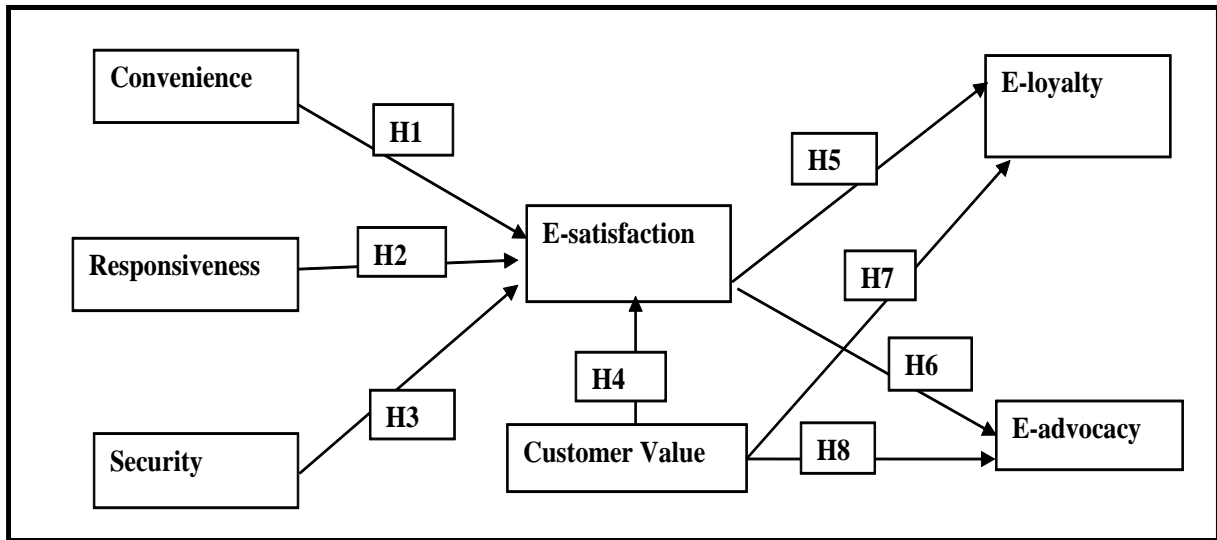 Convenience
E-loyalty
H1
H5
E-satisfaction
Responsiveness
H2
H7
H4
H6
H3
Security
Customer Value
H8
E-advocacy